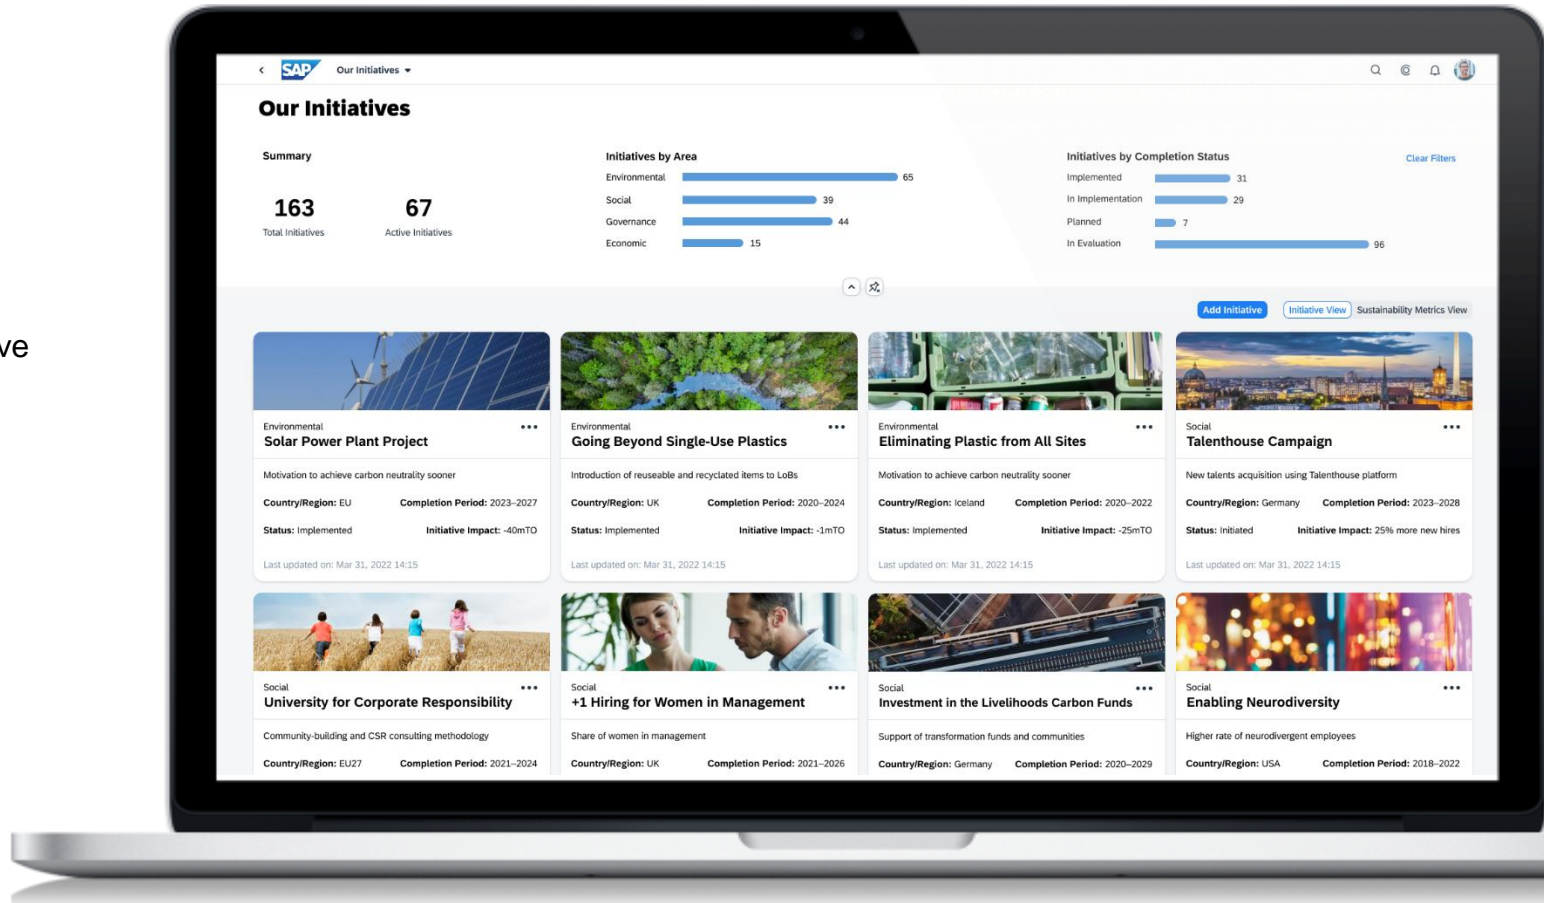 ve
SAP
Our Initiatives
Our Initiatives
Summary
163
Total Initiatives
67
Active Initiatives
Initiatives by Area
Environmental 65
Social 39
Governance 44
Economic 15
Initiatives by Completion Status
Clear Filters
Implemented 31
In Implementation 29
Planned 7
In Evaluation 96
Add Initiative
Initiative View
Sustainability Metrics View
Environmental
Solar Power Plant Project
Motivation to achieve carbon neutrality sooner
Country/Region: EU
Completion Period: 2023–2027
Status: Implemented
Initiative Impact: -40mTO
Last updated on: Mar 31, 2022 14:15
Environmental
Going Beyond Single-Use Plastics
Introduction of reuseable and recyclated items to LoBs
Country/Region: UK
Completion Period: 2020–2024
Status: Implemented
Initiative Impact: -1mTO
Last updated on: Mar 31, 2022 14:15
Environmental
Eliminating Plastic from All Sites
Motivation to achieve carbon neutrality sooner
Country/Region: Iceland
Completion Period: 2020–2022
Status: Implemented
Initiative Impact: -25mTO
Last updated on: Mar 31, 2022 14:15
Social
Talenthouse Campaign
New talents acquisition using Talenthouse platform
Country/Region: Germany
Completion Period: 2023–2028
Status: Initiated
Initiative Impact: 25% more new hires
Last updated on: Mar 31, 2022 14:15
Social
University for Corporate Responsibility
Community-building and CSR consulting methodology
Country/Region: EU27
Completion Period: 2021–2024
Social
+1 Hiring for Women in Management
Share of women in management
Country/Region: UK
Completion Period: 2021–2026
Social
Investment in the Livelihoods Carbon Funds
Support of transformation funds and communities
Country/Region: Germany
Completion Period: 2020–2029
Social
Enabling Neurodiversity
Higher rate of neurodivergent employees
Country/Region: USA
Completion Period: 2018–2022